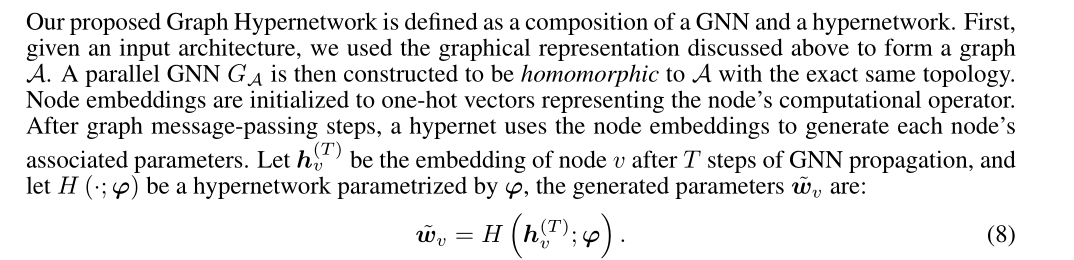 Our proposed Graph Hypernetwork is defined as a composition of a GNN and a hypernetwork. First,
given an input architecture, we used the graphical representation discussed above to form a graph
𝒜. A parallel GNN G_𝒜 is then constructed to be homomorphic to 𝒜 with the exact same topology.
Node embeddings are initialized to one-hot vectors representing the node's computational operator.
After graph message-passing steps, a hypernet uses the node embeddings to generate each node's
associated parameters. Let h_v^{(T)} be the embedding of node v after T steps of GNN propagation, and
let H (·; φ) be a hypernetwork parametrized by φ, the generated parameters w̃_v are:
w̃_v = H (h_v^{(T)}; φ). (8)